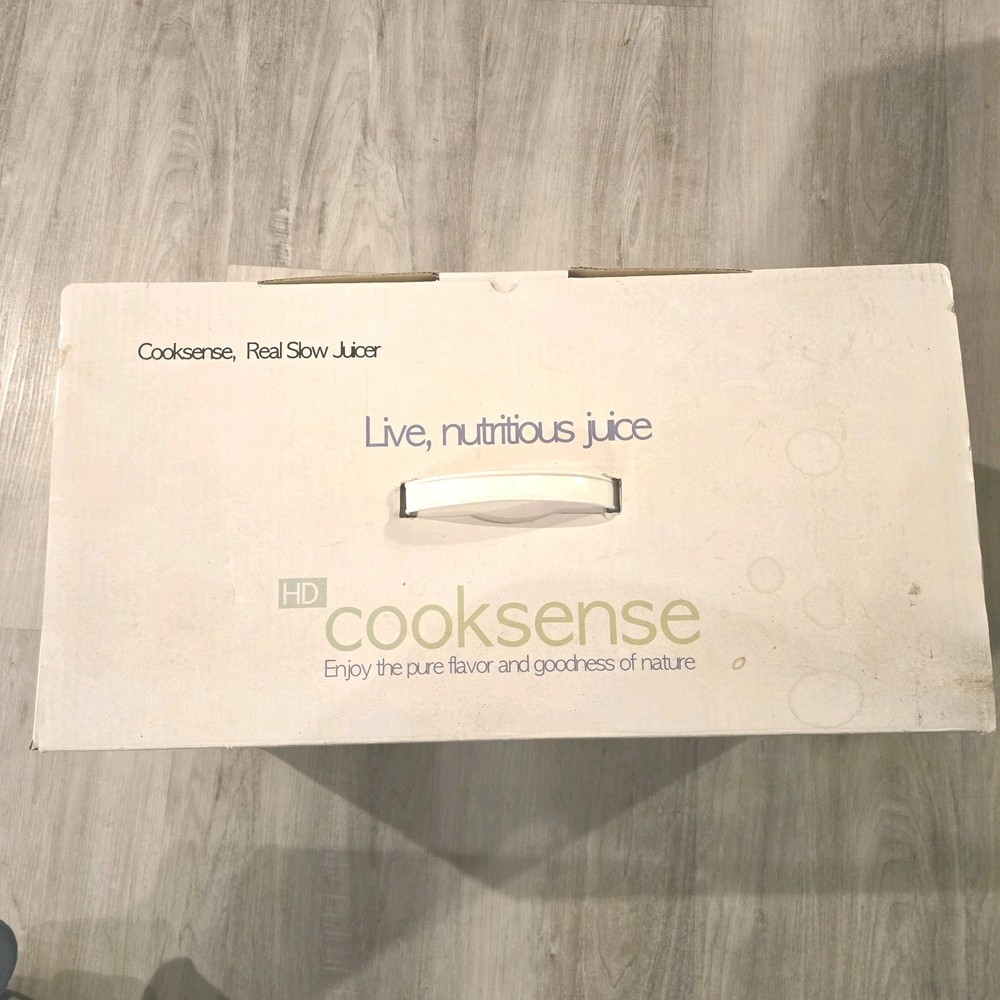 Cooksense, Real Slow Juicer
Live, nutritious juice
HD
cooksense
Enjoy the pure flavor and goodness of nature